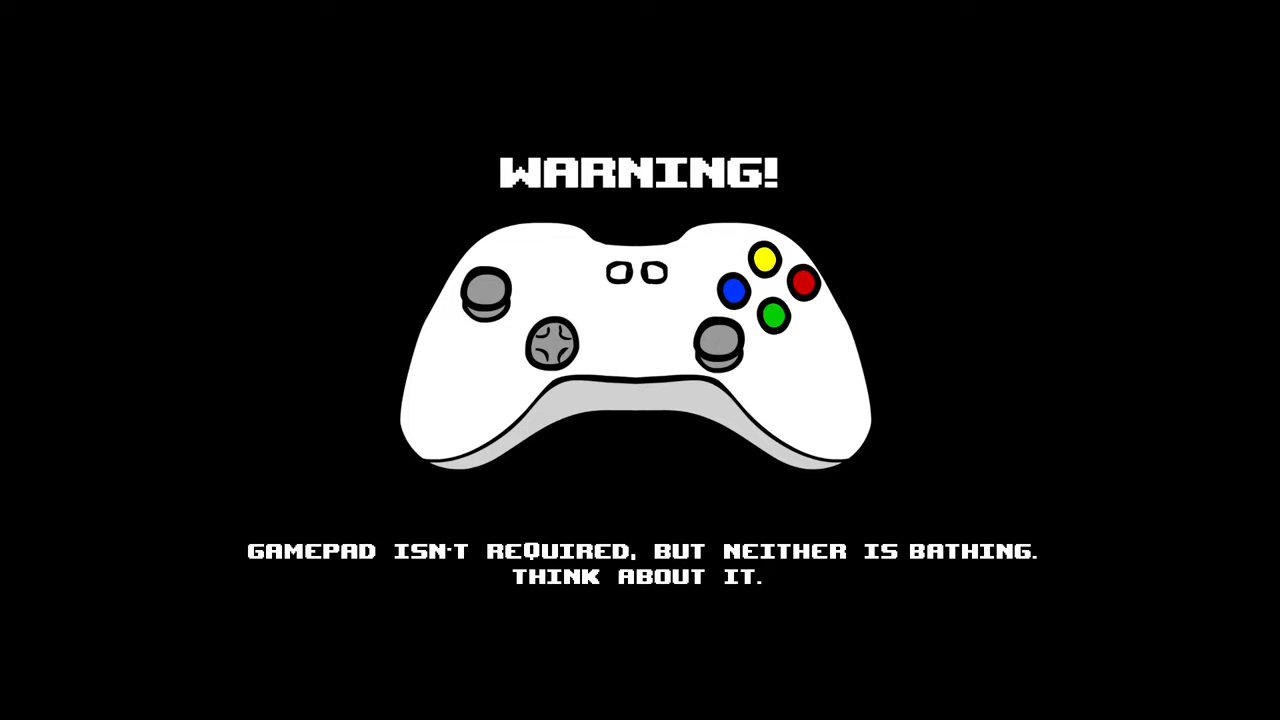 WARNING!
GAMEPAD ISN'T REQUIRED, BUT NEITHER IS BATHING.
THINK ABOUT IT.